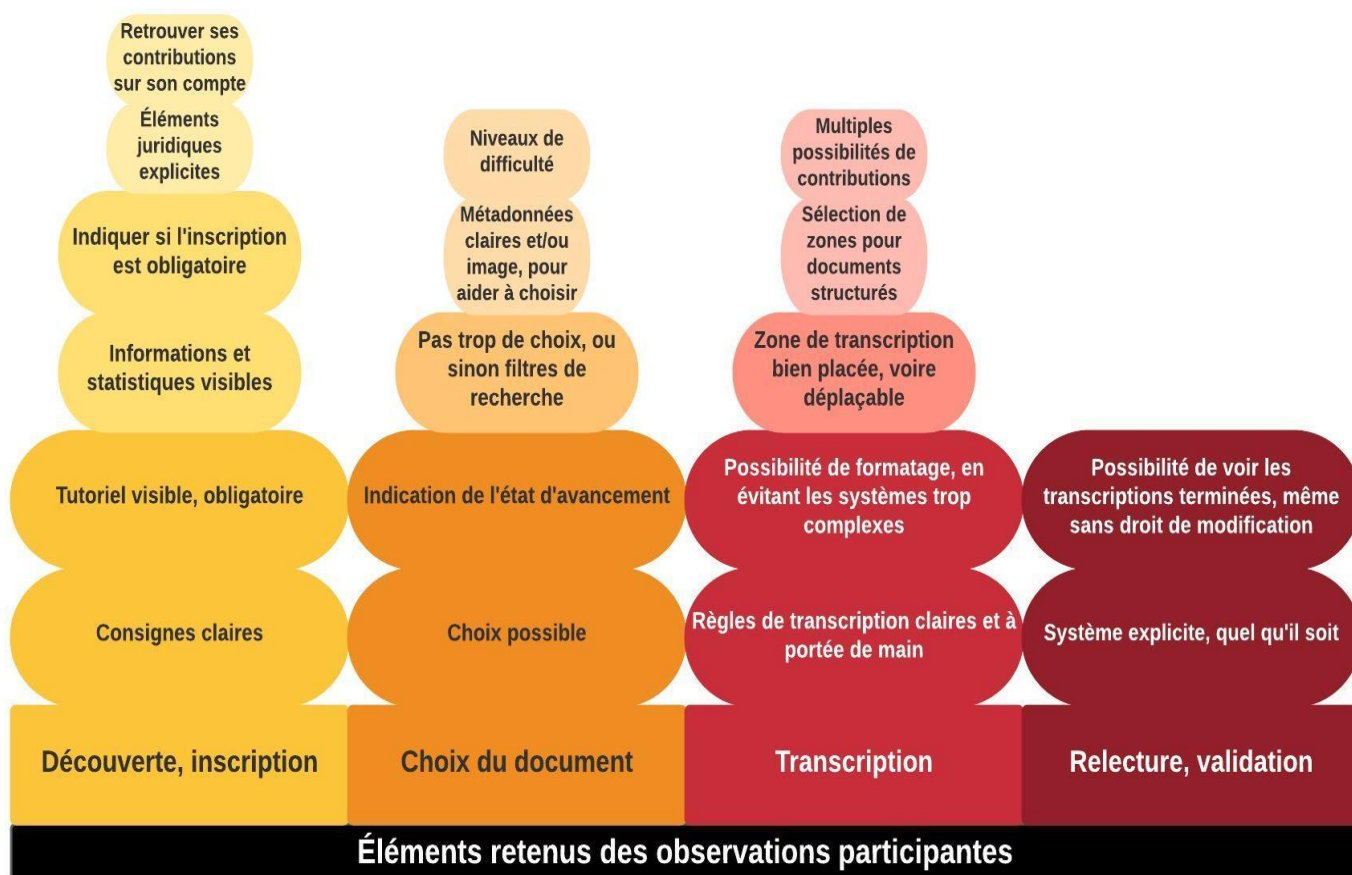 Retrouver ses
contributions
sur son compte
Éléments
juridiques
explicites
Indiquer si l'inscription
est obligatoire
Informations et
statistiques visibles
Tutoriel visible, obligatoire
Consignes claires
Découverte, inscription
Niveaux de
difficulté
Métadonnées
claires et/ou
image, pour
aider à choisir
Pas trop de choix, ou
sinon filtres de
recherche
Indication de l'état d'avancement
Choix possible
Choix du document
Multiples
possibilités de
contributions
Sélection de
zones pour
documents
structurés
Zone de transcription
bien placée, voire
déplaçable
Possibilité de formatage, en
évitant les systèmes trop
complexes
Règles de transcription claires et à
portée de main
Transcription
Possibilité de voir les
transcriptions terminées, même
sans droit de modification
Système explicite, quel qu'il soit
Relecture, validation
Éléments retenus des observations participantes